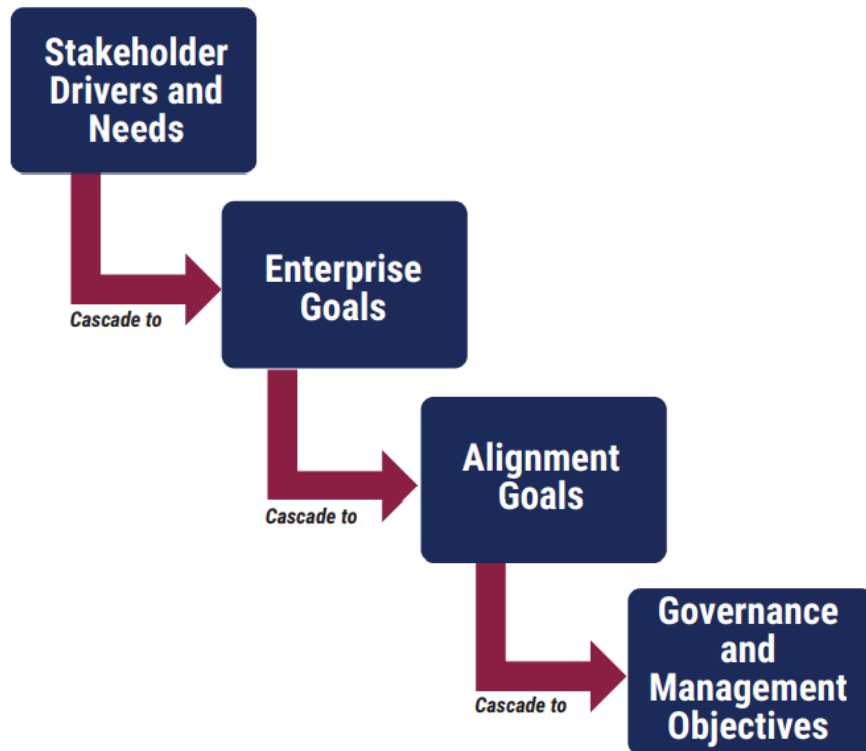 Stakeholder
Drivers and
Needs
Cascade to
Enterprise
Goals
Cascade to
Alignment
Goals
Cascade to
Governance
and
Management
Objectives